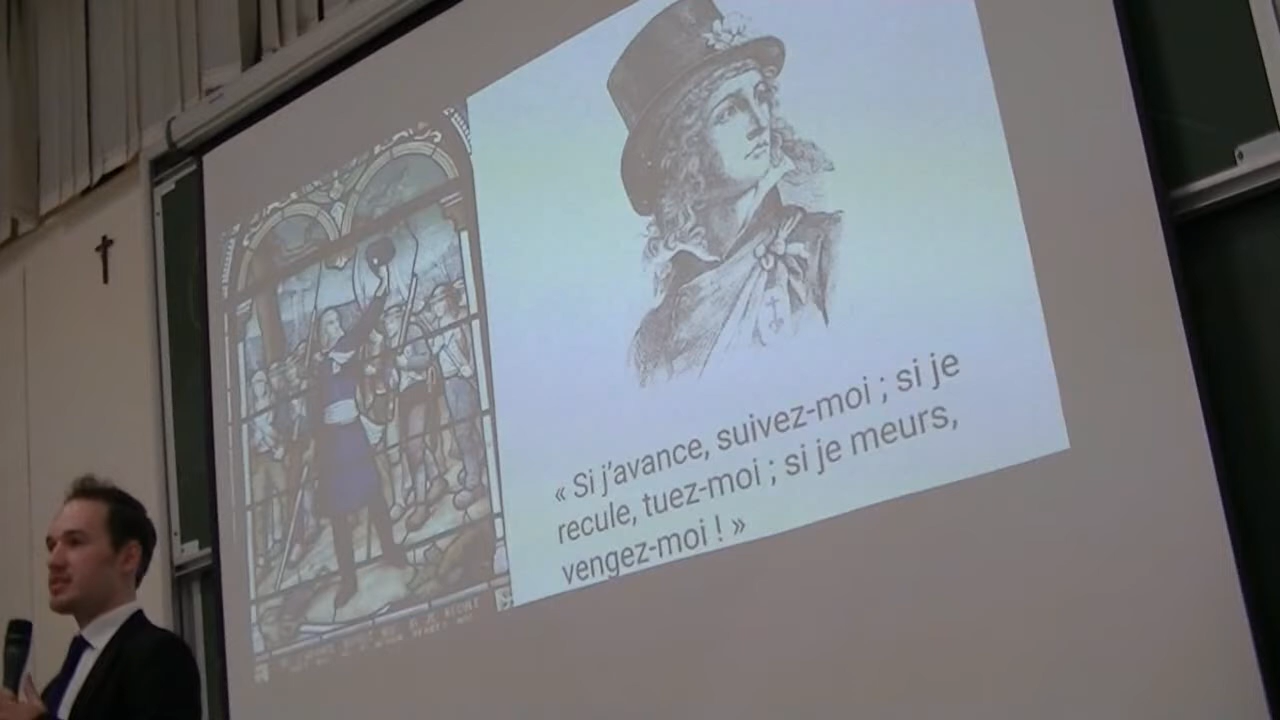 « Si j'avance, suivez-moi ; si je
recule, tuez-moi ; si je meurs,
vengez-moi ! »